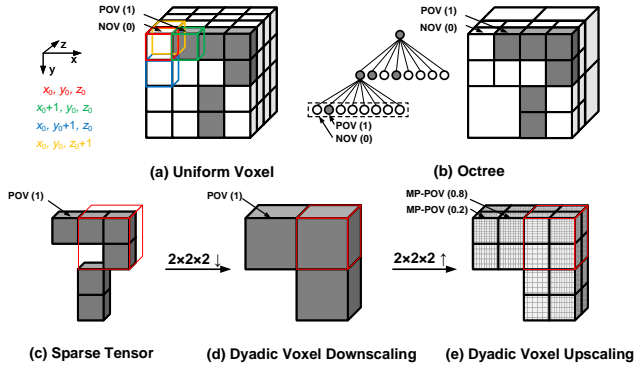 POV (1)
NOV (0)
z
x
y
x₀, y₀, z₀
x₀+1, y₀, z₀
x₀, y₀+1, z₀
x₀, y₀, z₀+1
(a) Uniform Voxel
POV (1)
NOV (0)
POV (1)
NOV (0)
(b) Octree
POV (1)
(c) Sparse Tensor
2×2×2 ↓
POV (1)
(d) Dyadic Voxel Downscaling
2×2×2 ↑
MP-POV (0.8)
MP-POV (0.2)
(e) Dyadic Voxel Upscaling